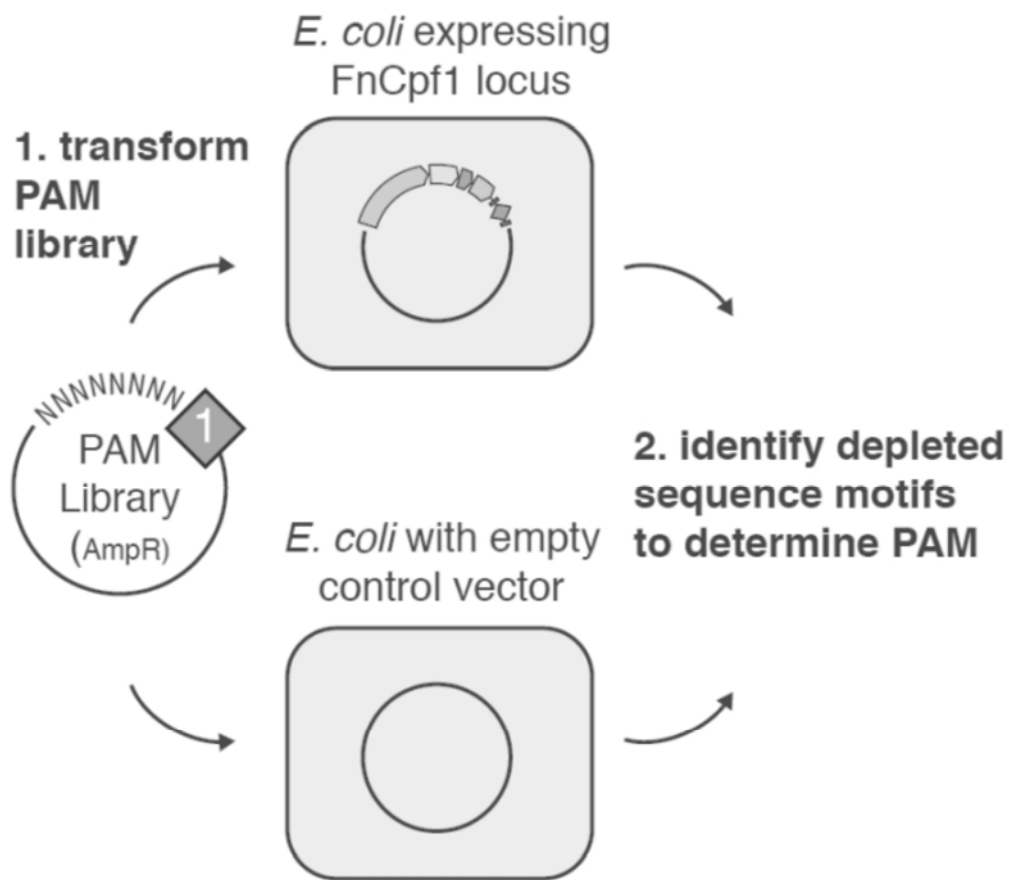 E. coli expressing
FnCpf1 locus
1. transform
PAM
library
NNNNNNNN
1
PAM
Library
(AmpR)
2. identify depleted
sequence motifs
to determine PAM
E. coli with empty
control vector